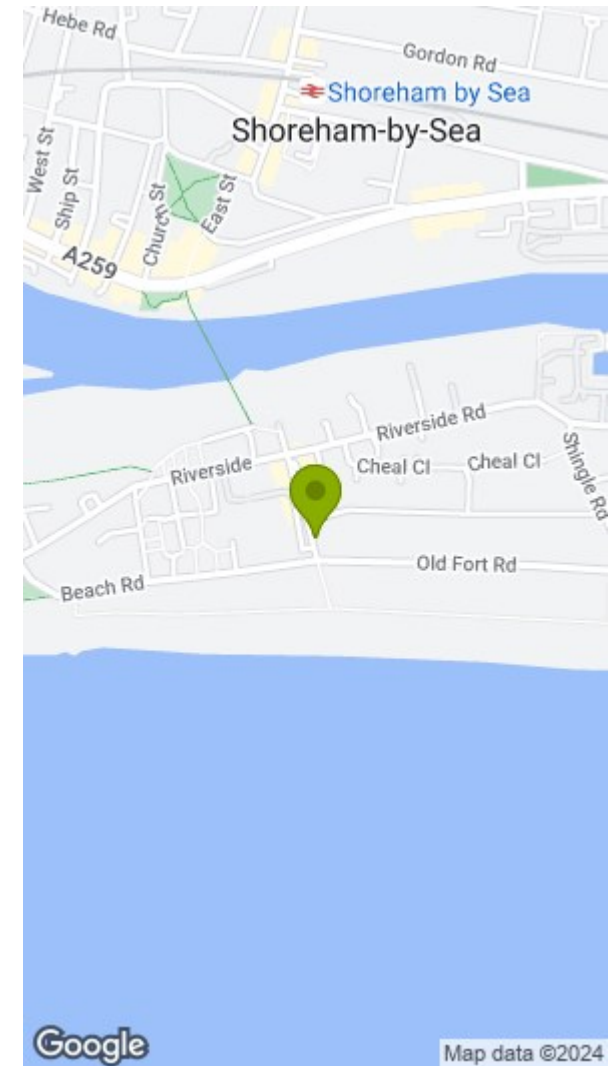 Hebe Rd
Gordon Rd
Shoreham by Sea
Shoreham-by-Sea
West St
Ship St
Church St
East St
A259
Riverside Rd
Riverside
Cheal Cl
Cheal Cl
Shingle Rd
Old Fort Rd
Beach Rd
Google
Map data ©2024